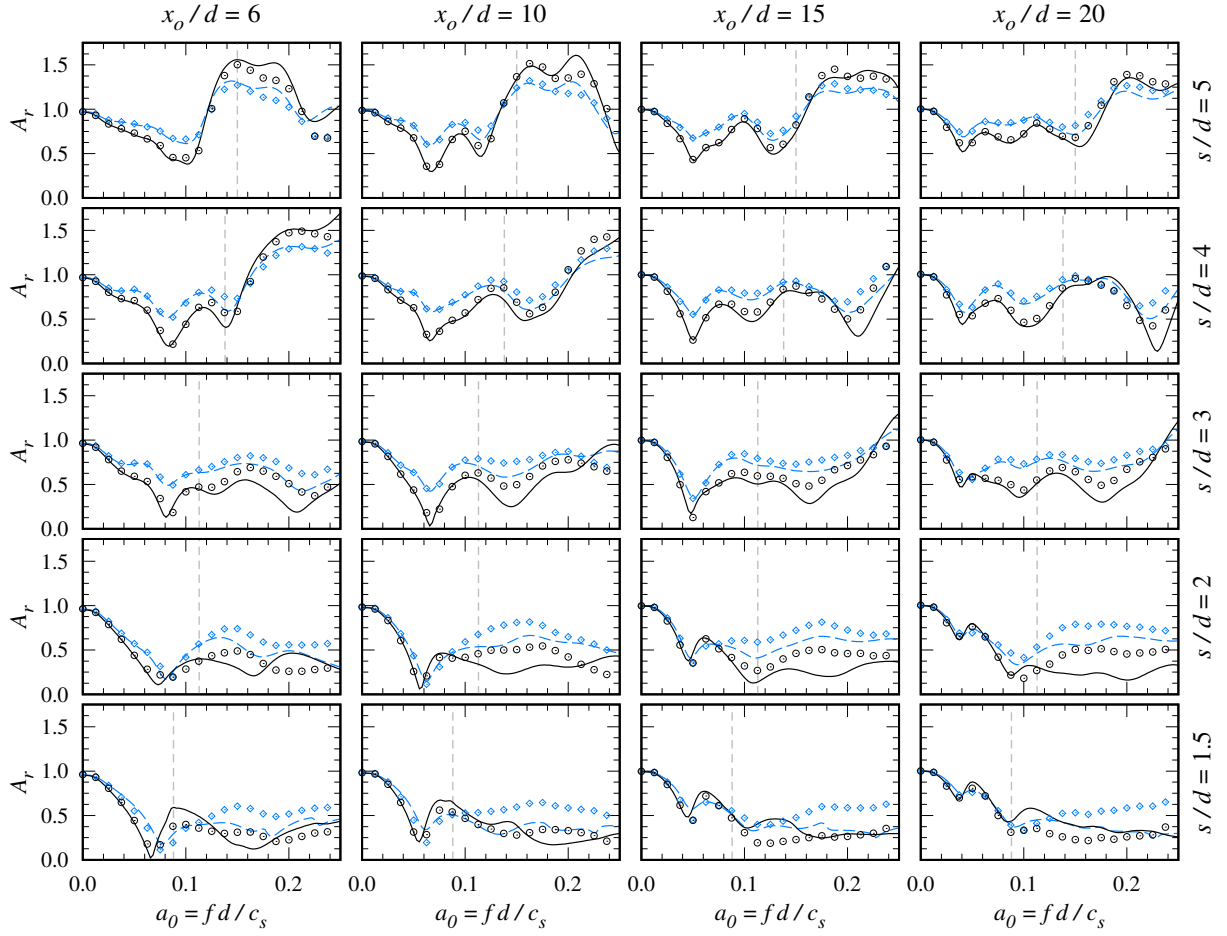 x_o / d = 6 x_o / d = 10 x_o / d = 15 x_o / d = 20
1.5
1.0
0.5
0.0
A_r
s / d = 5
1.5
1.0
0.5
0.0
A_r
s / d = 4
1.5
1.0
0.5
0.0
A_r
s / d = 3
1.5
1.0
0.5
0.0
A_r
s / d = 2
1.5
1.0
0.5
0.0
A_r
s / d = 1.5
0.0 0.1 0.2 0.0 0.1 0.2 0.0 0.1 0.2 0.0 0.1 0.2
a_0 = f d / c_s a_0 = f d / c_s a_0 = f d / c_s a_0 = f d / c_s